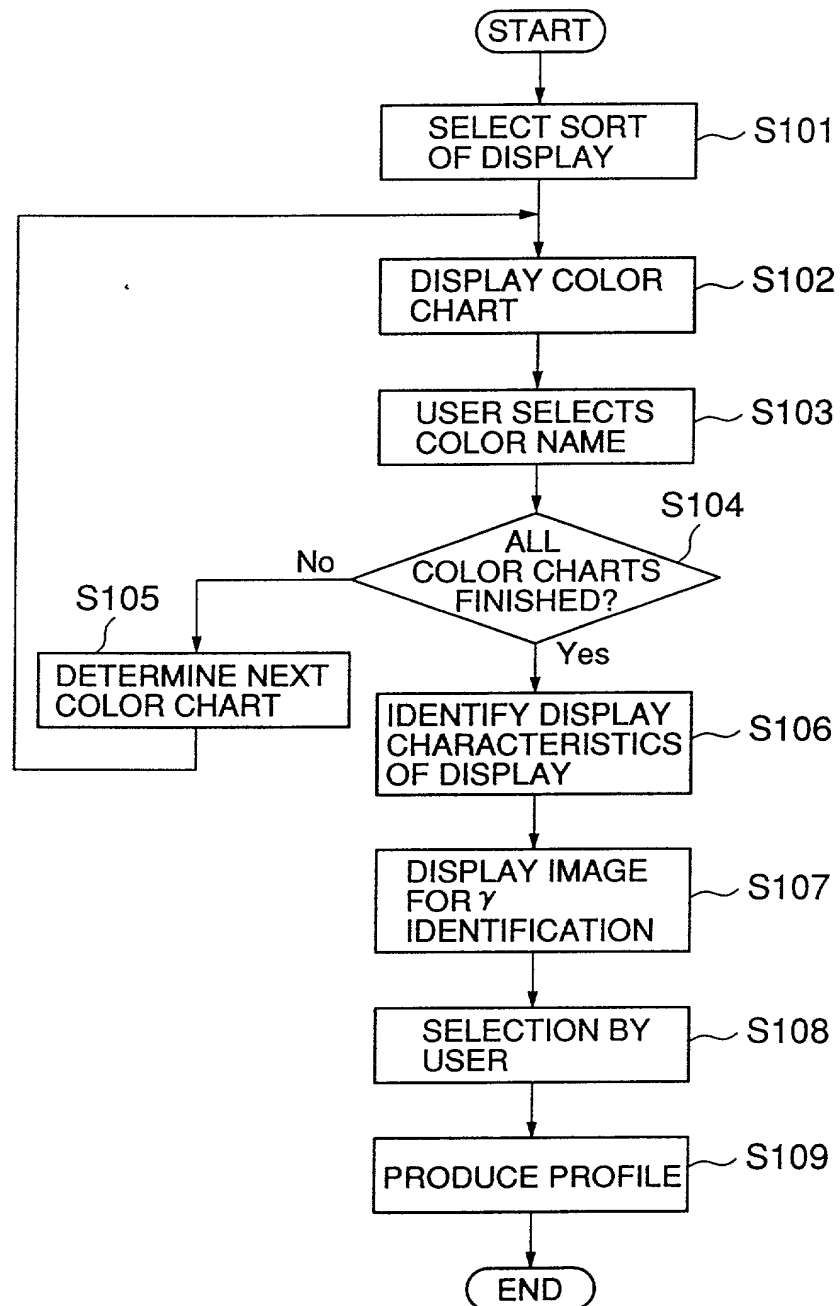 START
SELECT SORT
OF DISPLAY
S101
DISPLAY COLOR
CHART
S102
USER SELECTS
COLOR NAME
S103
S104
ALL
COLOR CHARTS
FINISHED?
No
Yes
S105
DETERMINE NEXT
COLOR CHART
IDENTIFY DISPLAY
CHARACTERISTICS
OF DISPLAY
S106
DISPLAY IMAGE
FOR γ
IDENTIFICATION
S107
SELECTION BY
USER
S108
PRODUCE PROFILE
S109
END